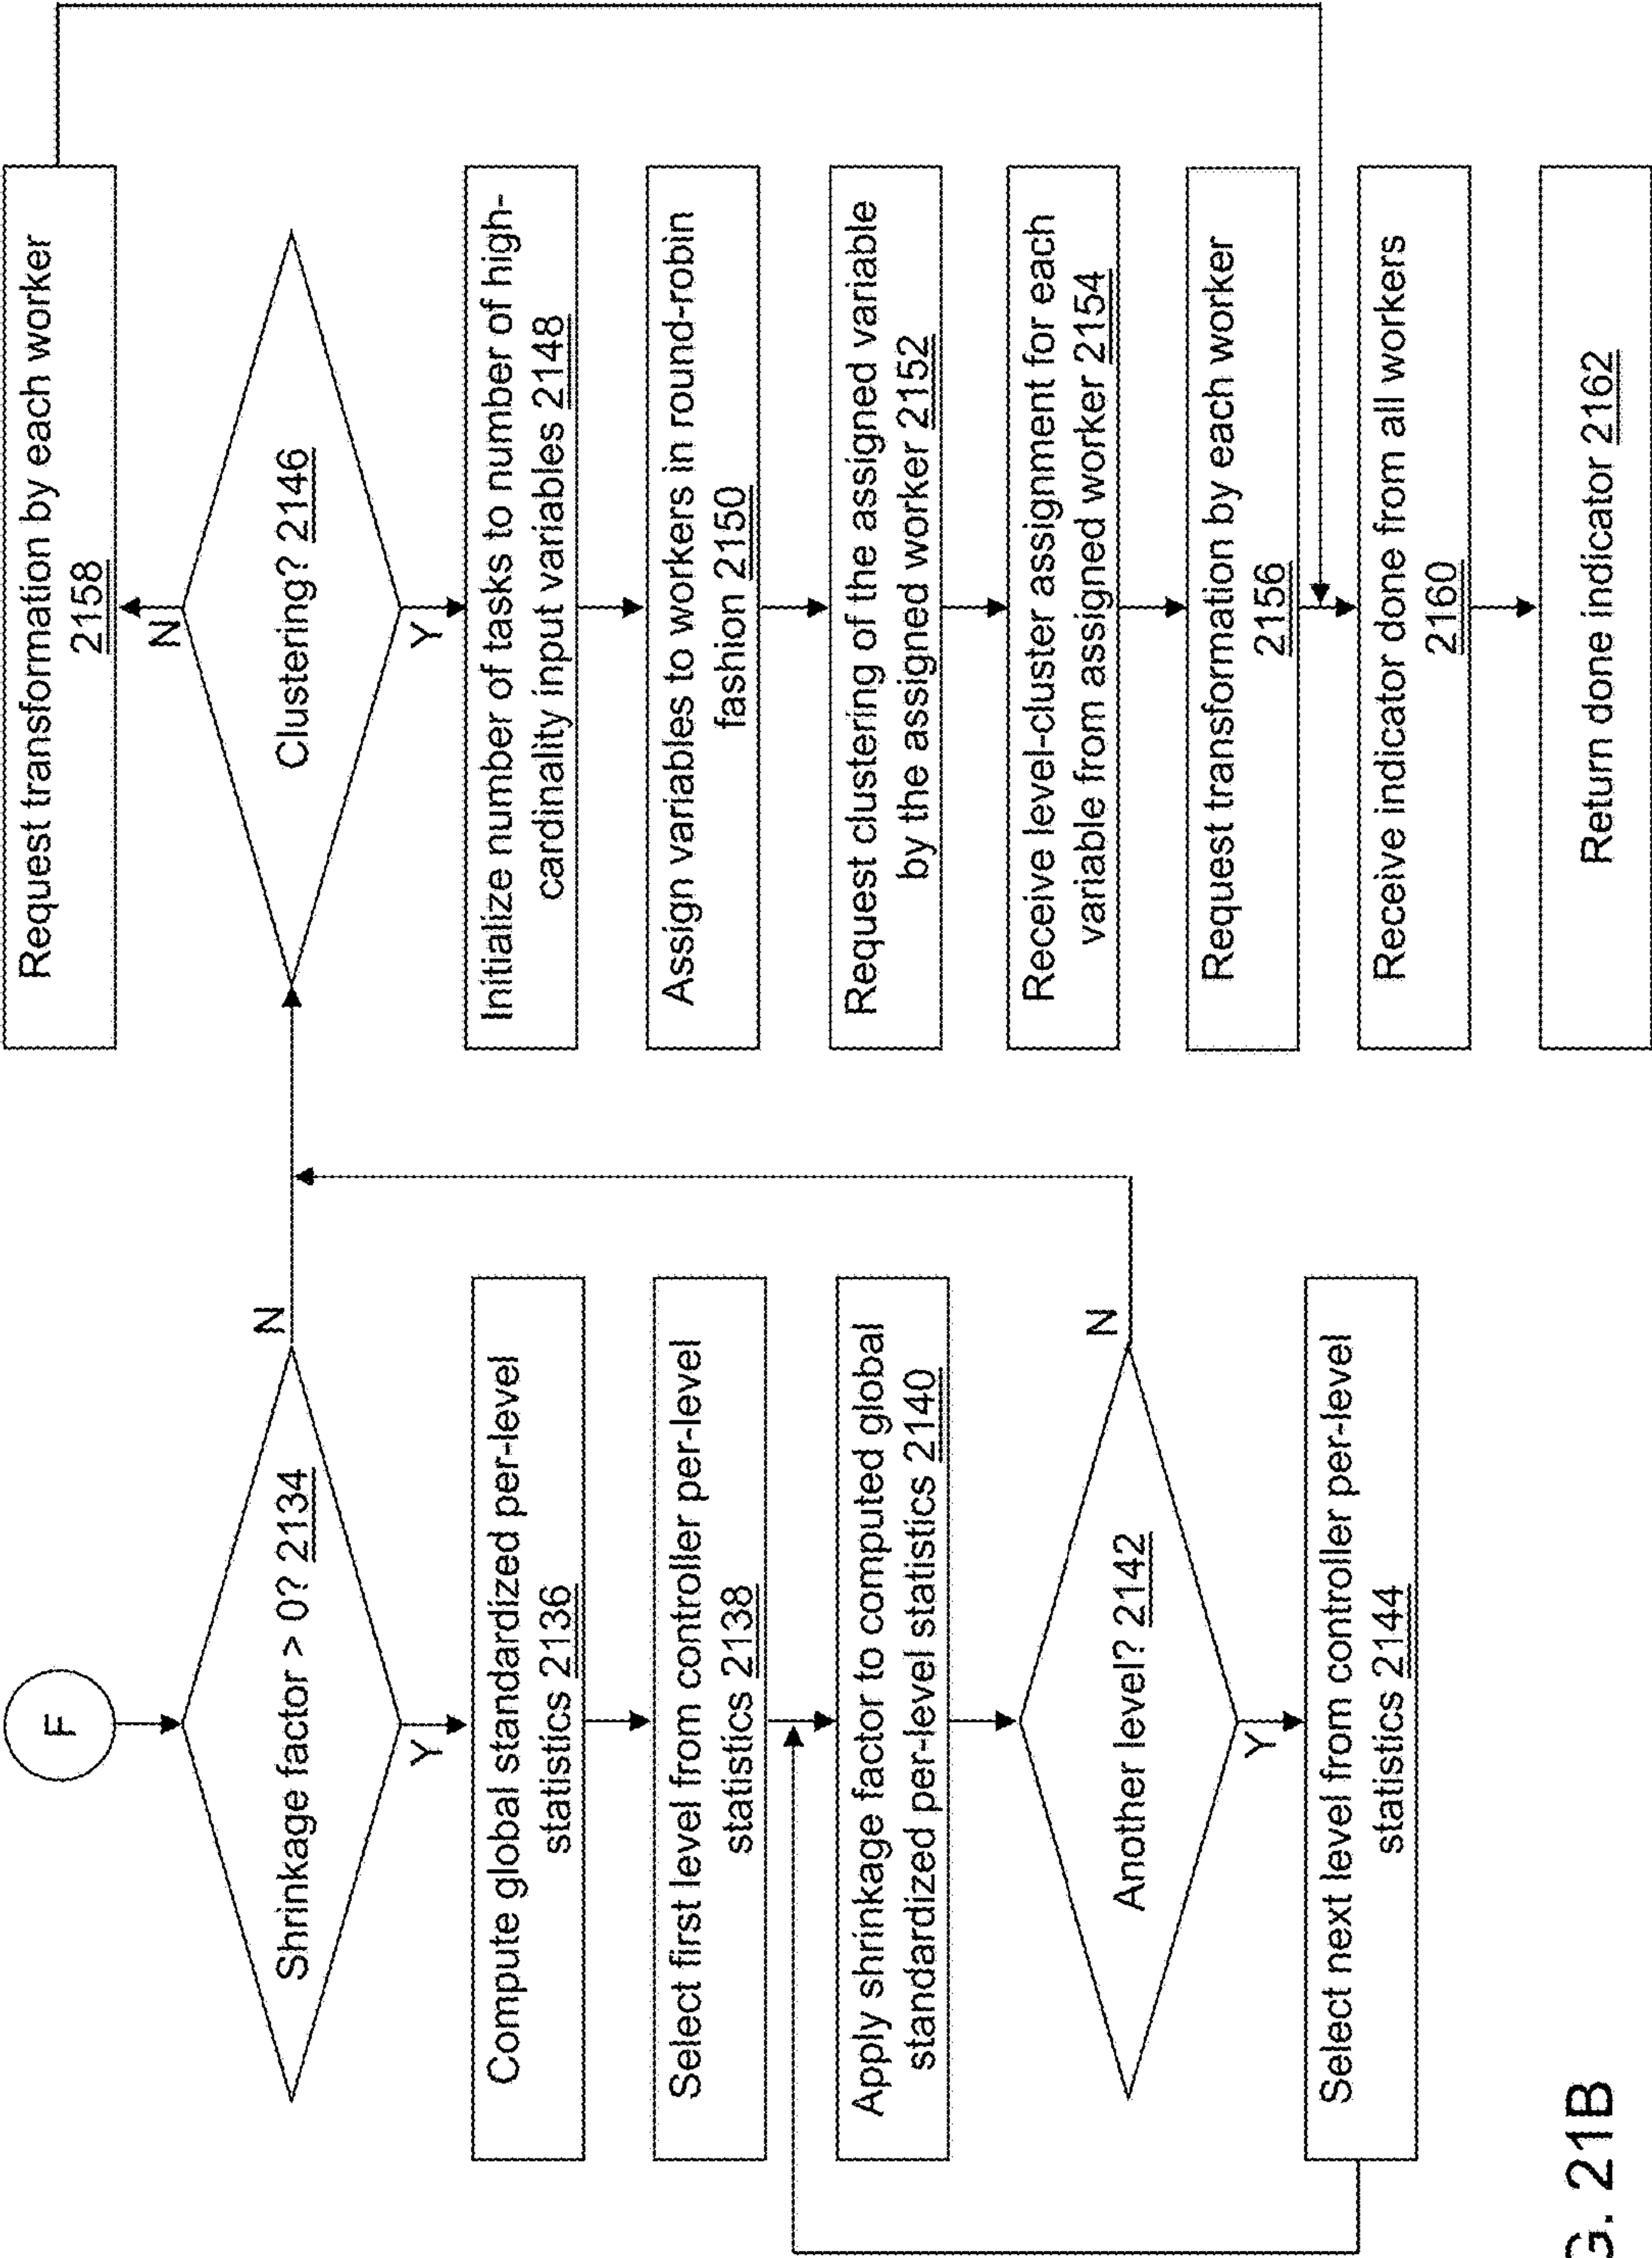 F
Shrinkage factor > 0? 2134
N
Y
Compute global standardized per-level
statistics 2136
Select first level from controller per-level
statistics 2138
Apply shrinkage factor to computed global
standardized per-level statistics 2140
Another level? 2142
N
Y
Select next level from controller per-level
statistics 2144
Request transformation by each worker
2158
N
Clustering? 2146
Y
Initialize number of tasks to number of high-
cardinality input variables 2148
Assign variables to workers in round-robin
fashion 2150
Request clustering of the assigned variable
by the assigned worker 2152
Receive level-cluster assignment for each
variable from assigned worker 2154
Request transformation by each worker
2156
Receive indicator done from all workers
2160
Return done indicator 2162
G. 21B